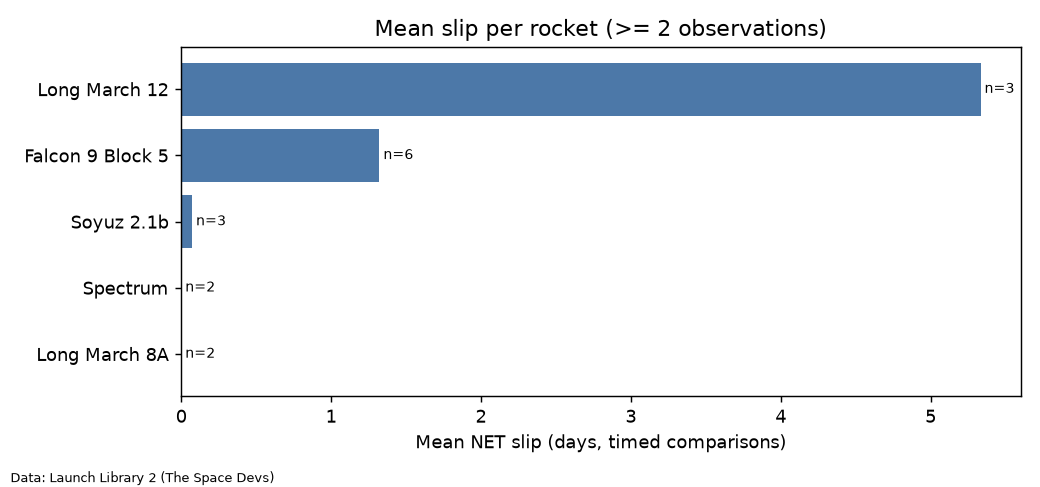 Mean slip per rocket (>= 2 observations)
Long March 12
n=3
Falcon 9 Block 5
n=6
Soyuz 2.1b
n=3
Spectrum
n=2
Long March 8A
n=2
0 1 2 3 4 5
Mean NET slip (days, timed comparisons)
Data: Launch Library 2 (The Space Devs)